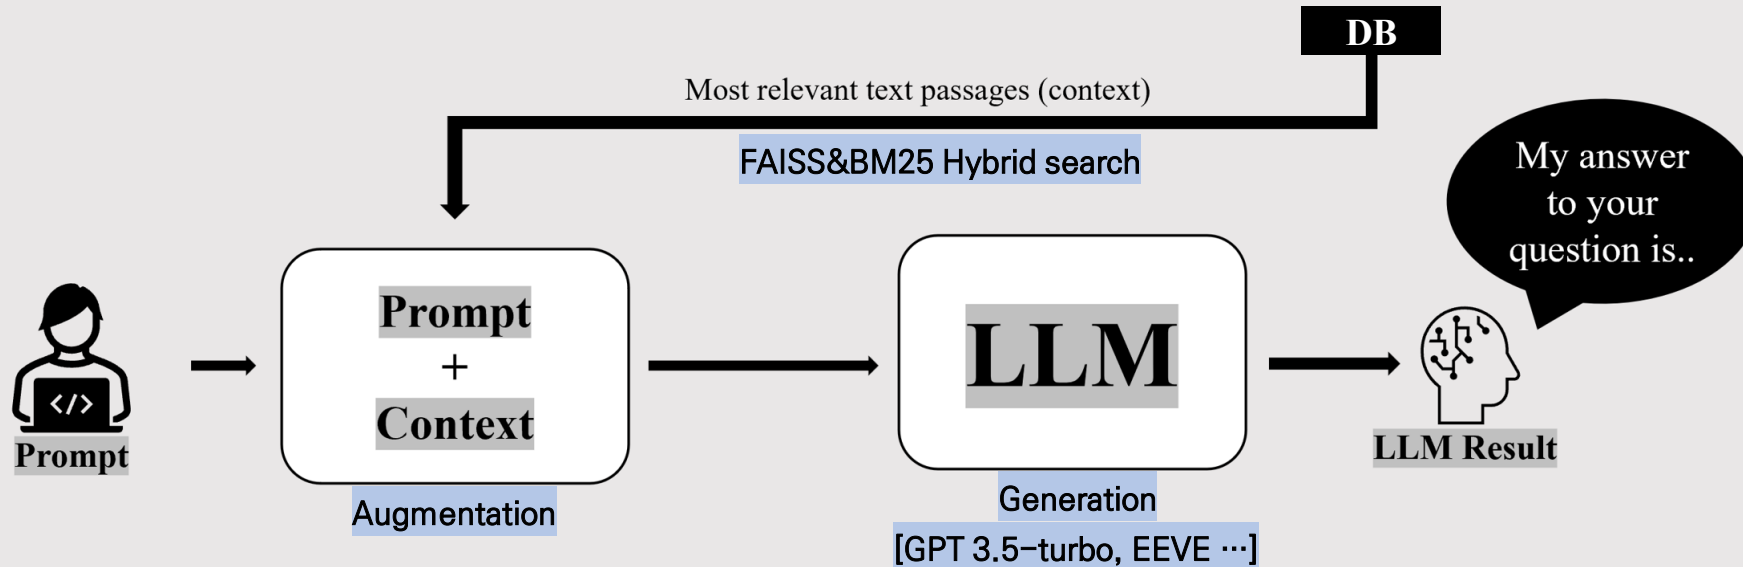 DB
Most relevant text passages (context)
FAISS&BM25 Hybrid search
My answer
to your
question is..
</>
Prompt
Prompt
+
Context
Augmentation
LLM
Generation
[GPT 3.5-turbo, EEVE ⋯]
LLM Result